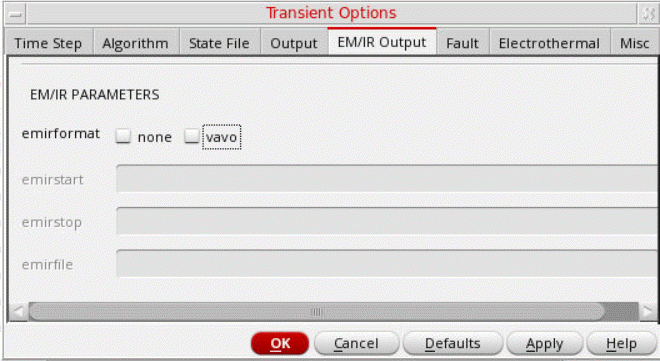 Transient Options
Time Step Algorithm State File Output EM/IR Output Fault Electrothermal Misc
EM/IR PARAMETERS
emirformat none vavo
emirstart
emirstop
emirfile
OK Cancel Defaults Apply Help